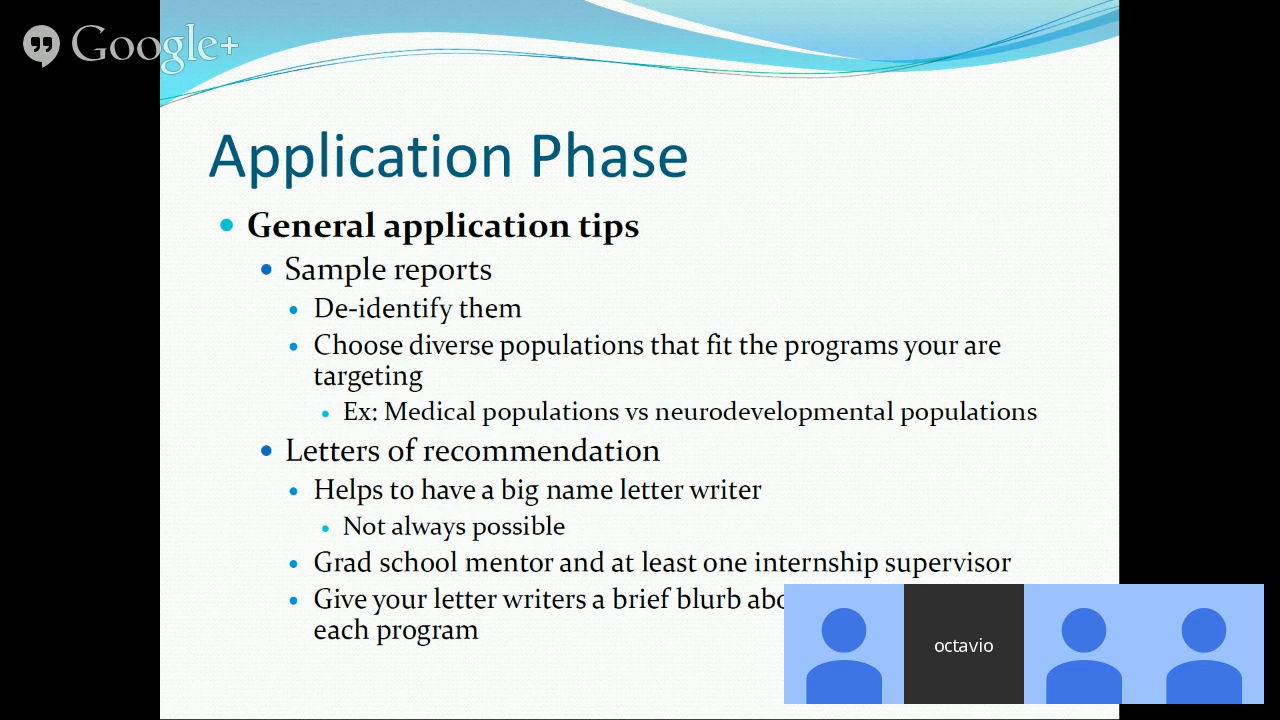 Google+
Application Phase
General application tips
Sample reports
De-identify them
Choose diverse populations that fit the programs your are
targeting
Ex: Medical populations vs neurodevelopmental populations
Letters of recommendation
Helps to have a big name letter writer
Not always possible
Grad school mentor and at least one internship supervisor
Give your letter writers a brief blurb
each program
octavio